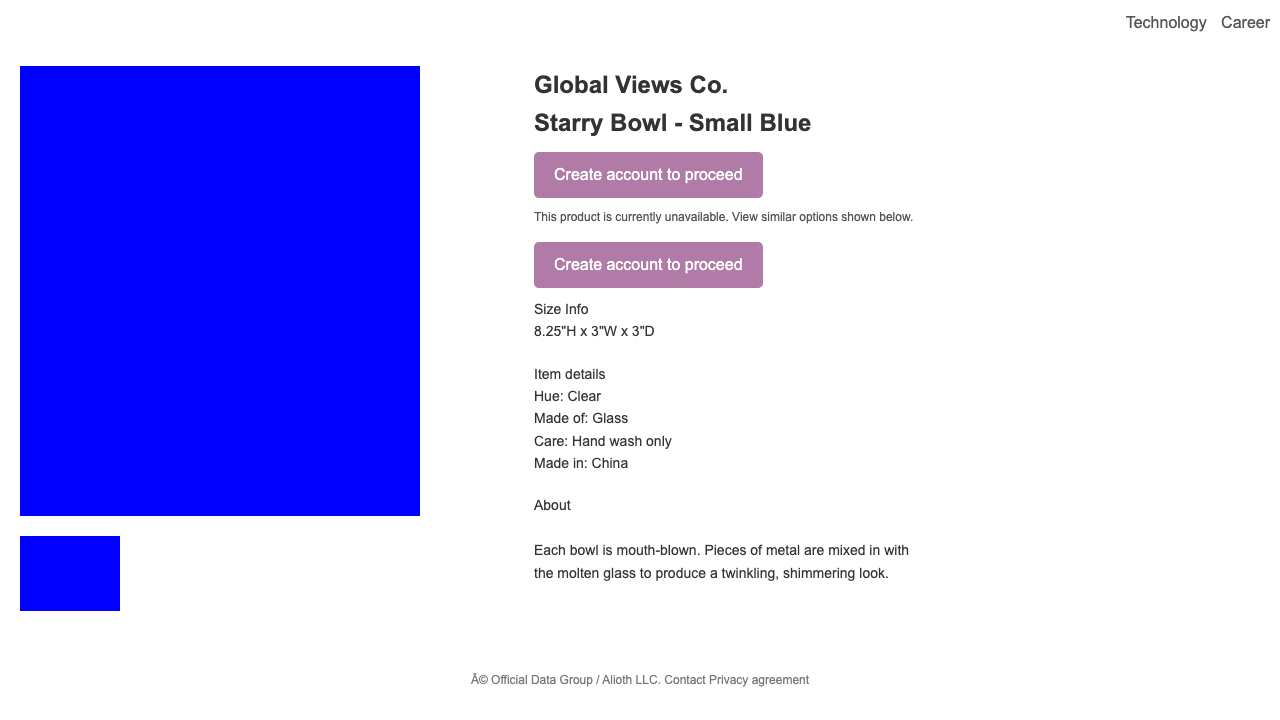 Technology Career
Global Views Co.
Starry Bowl - Small Blue
Create account to proceed
This product is currently unavailable. View similar options shown below.
Create account to proceed
Size Info
8.25"H x 3"W x 3"D
Item details
Hue: Clear
Made of: Glass
Care: Hand wash only
Made in: China
About
Each bowl is mouth-blown. Pieces of metal are mixed in with
the molten glass to produce a twinkling, shimmering look.
Â© Official Data Group / Alioth LLC. Contact Privacy agreement